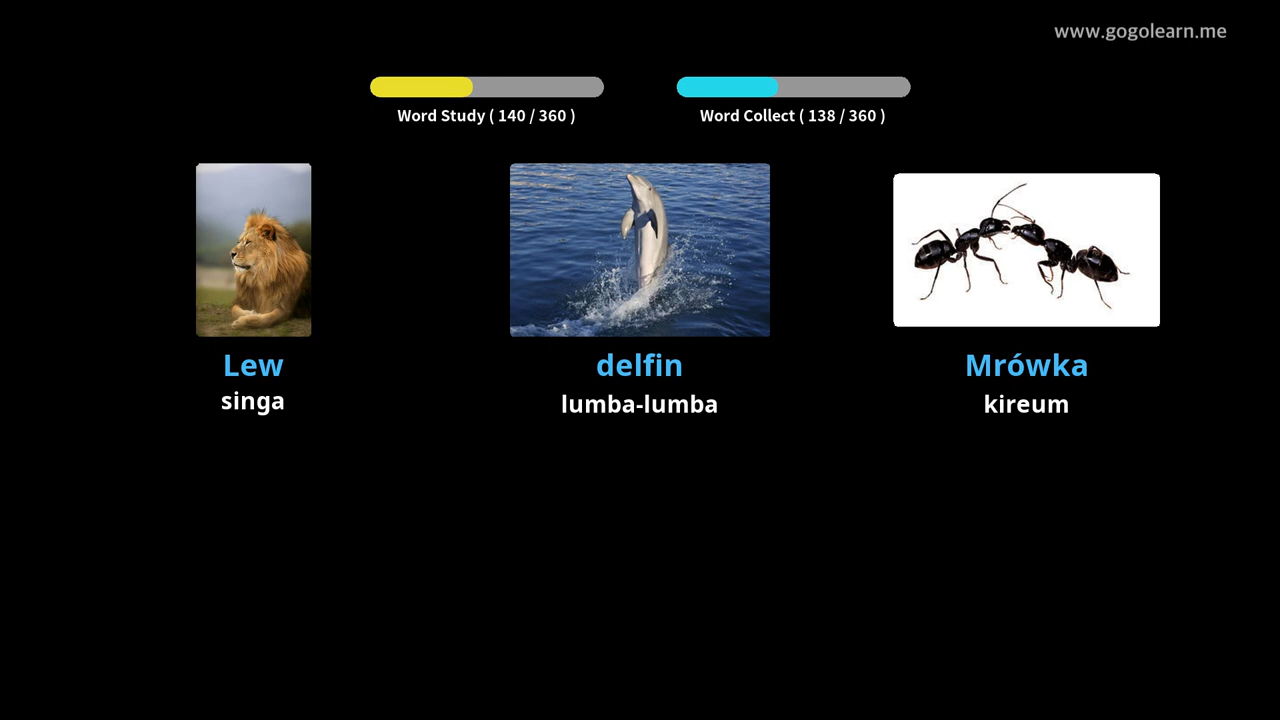 www.gogolearn.me
Word Study ( 140 / 360 )
Word Collect ( 138 / 360 )
Lew
singa
delfin
lumba-lumba
Mrówka
kireum